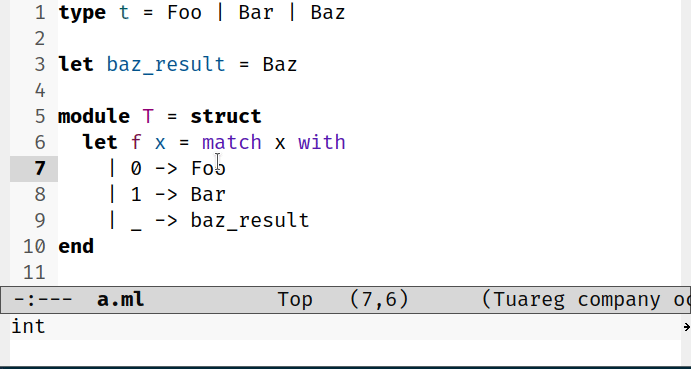 1 type t = Foo | Bar | Baz
2
3 let baz_result = Baz
4
5 module T = struct
6   let f x = match x with
7     | 0 -> Foo
8     | 1 -> Bar
9     | _ -> baz_result
10 end
11
-:---  a.ml           Top   (7,6)      (Tuareg company
int